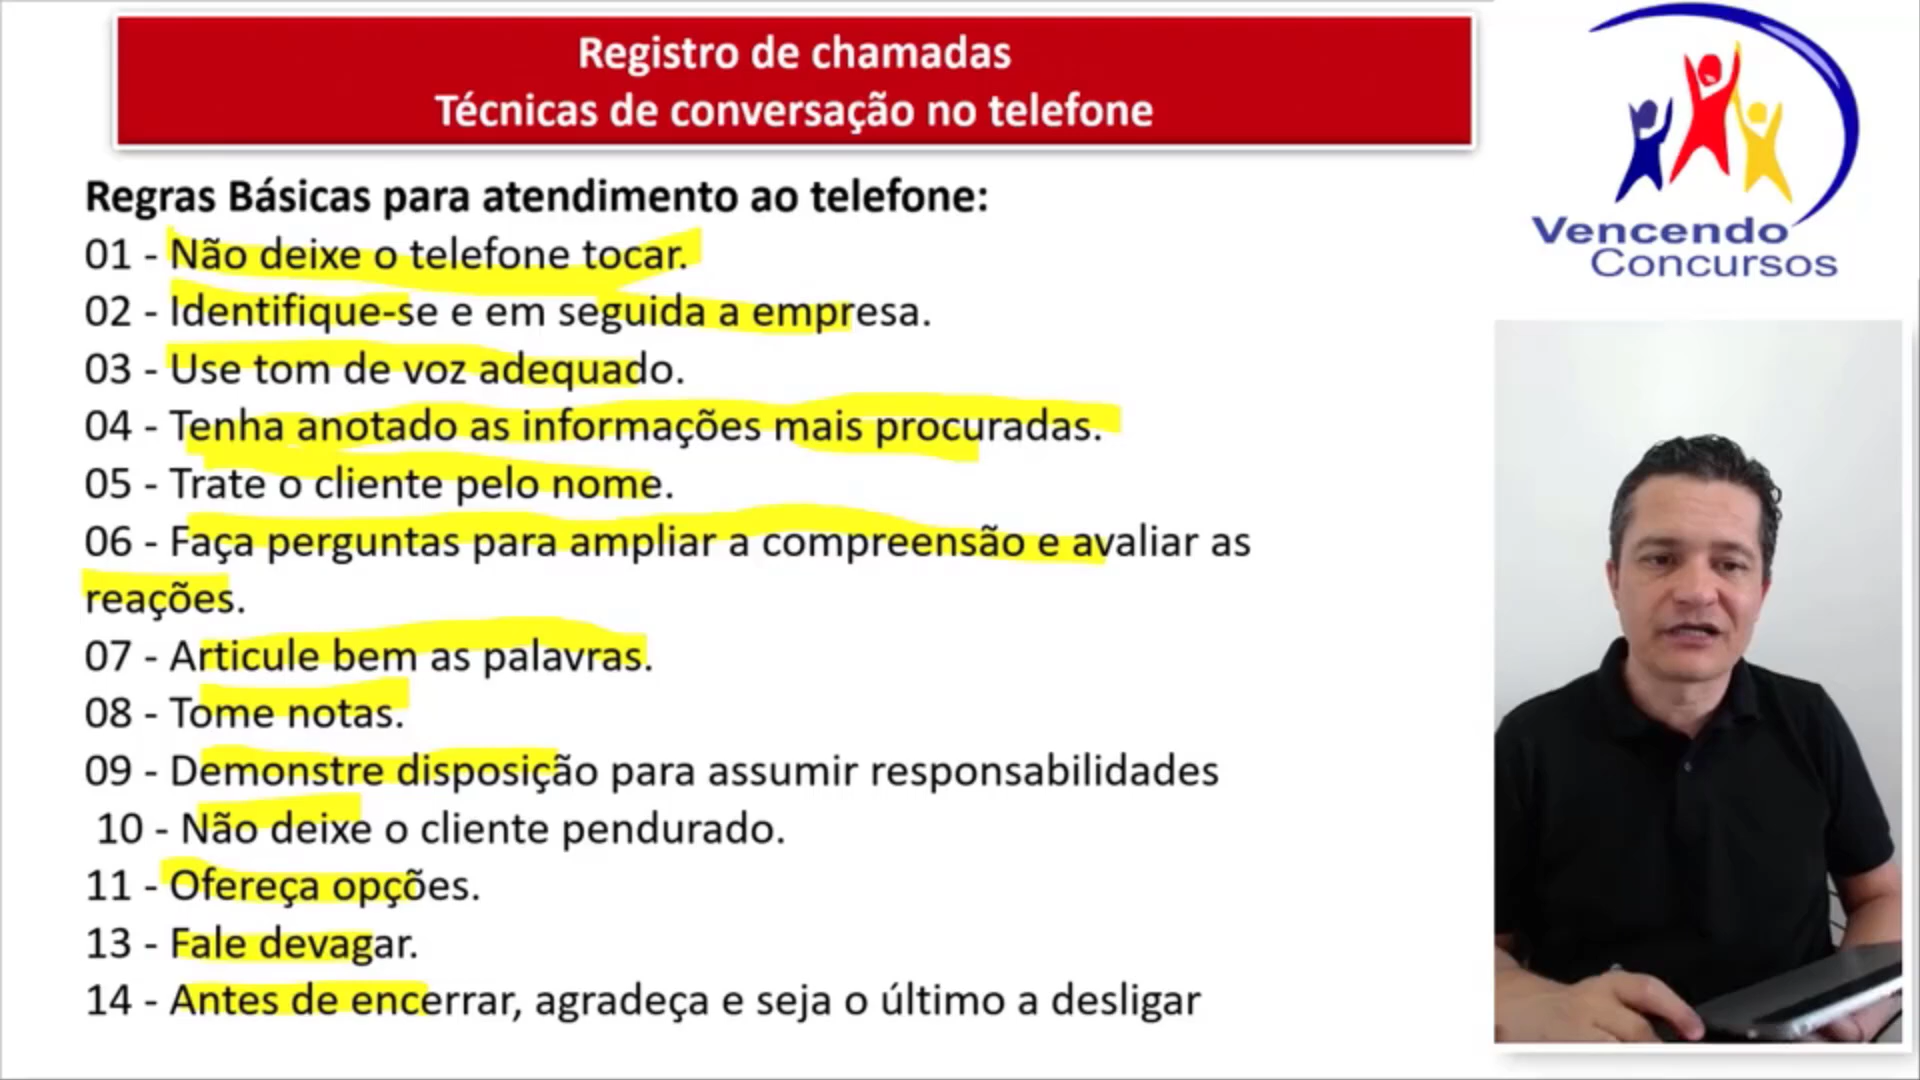 Registro de chamadas
Técnicas de conversação no telefone
Vencendo
Concursos
Regras Básicas para atendimento ao telefone:
01 - Não deixe o telefone tocar.
02 - Identifique-se e em seguida a empresa.
03 - Use tom de voz adequado.
04 - Tenha anotado as informações mais procuradas.
05 - Trate o cliente pelo nome.
06 - Faça perguntas para ampliar a compreensão e avaliar as
reações.
07 - Articule bem as palavras.
08 - Tome notas.
09 - Demonstre disposição para assumir responsabilidades
10 - Não deixe o cliente pendurado.
11 - Ofereça opções.
13 - Fale devagar.
14 - Antes de encerrar, agradeça e seja o último a desligar